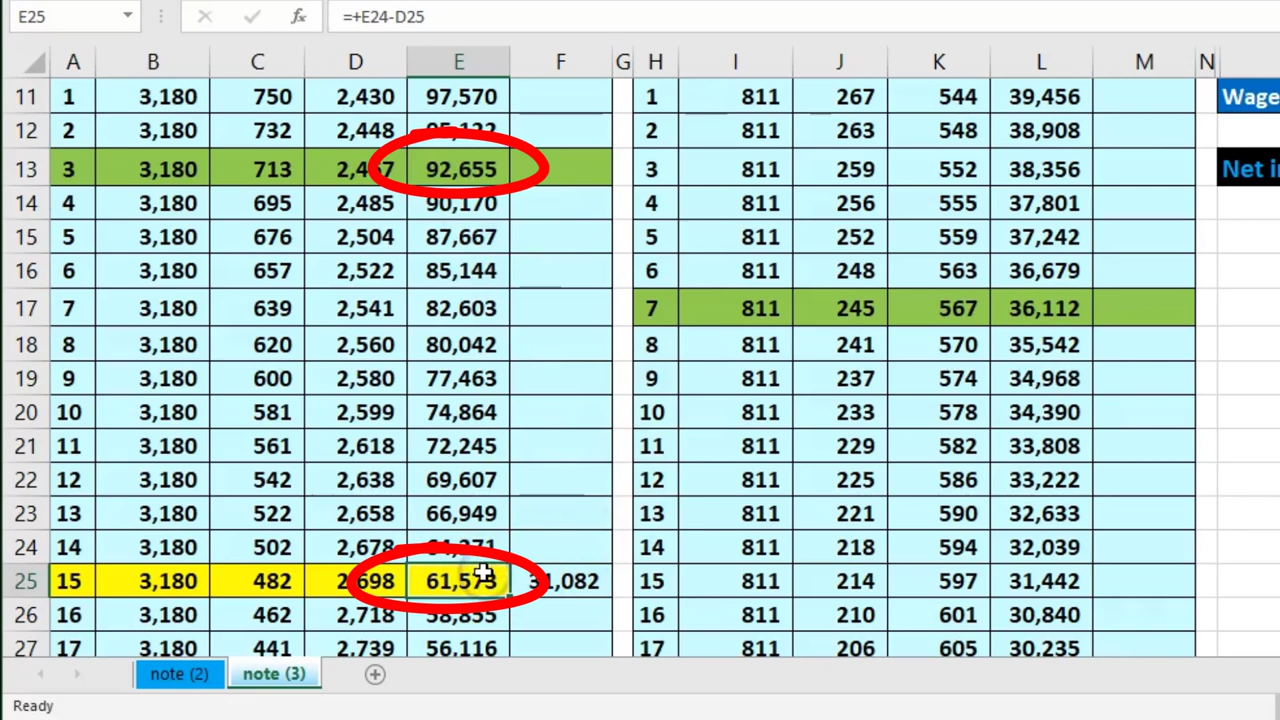 E25 fx =+E24-D25
A B C D E F G H I J K L M N
11 1 3,180 750 2,430 97,570 1 811 267 544 39,456 Wage
12 2 3,180 732 2,448 2 811 263 548 38,908
13 3 3,180 713 92,655 3 811 259 552 38,356 Net i
14 4 3,180 695 2,485 90,170 4 811 256 555 37,801
15 5 3,180 676 2,504 87,667 5 811 252 559 37,242
16 6 3,180 657 2,522 85,144 6 811 248 563 36,679
17 7 3,180 639 2,541 82,603 7 811 245 567 36,112
18 8 3,180 620 2,560 80,042 8 811 241 570 35,542
19 9 3,180 600 2,580 77,463 9 811 237 574 34,968
20 10 3,180 581 2,599 74,864 10 811 233 578 34,390
21 11 3,180 561 2,618 72,245 11 811 229 582 33,808
22 12 3,180 542 2,638 69,607 12 811 225 586 33,222
23 13 3,180 522 2,658 66,949 13 811 221 590 32,633
24 14 3,180 502 2,678 14 811 218 594 32,039
25 15 3,180 482 2,698 61,573 31,082 15 811 214 597 31,442
26 16 3,180 462 2,718 58,855 16 811 210 601 30,840
27 17 3,180 441 2,739 56,116 17 811 206 605 30,235
note (2) note (3)
Ready